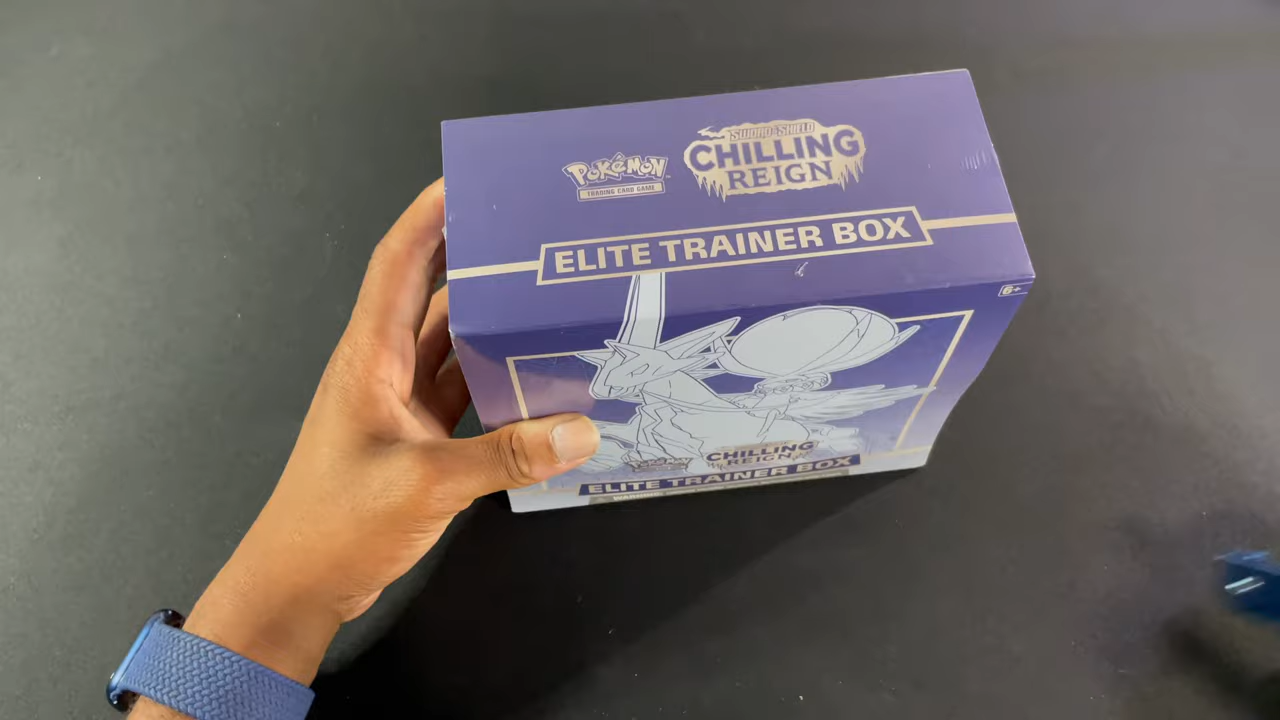 Pokémon
TRADING CARD GAME
SWORD & SHIELD
CHILLING
REIGN
ELITE TRAINER BOX
6+
CHILLING
REIGN
ELITE TRAINER BOX
WARNING